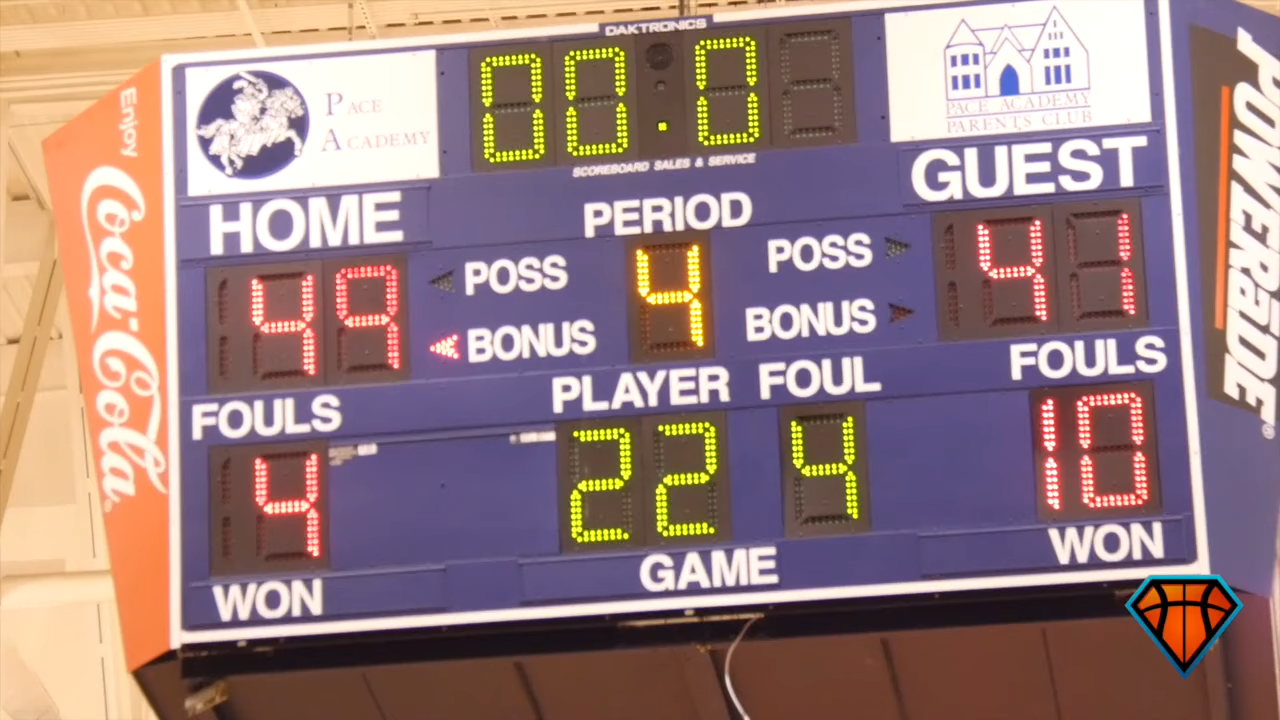 DAKTRONICS
Enjoy
Coca-Cola
PACE
ACADEMY
00:0
PACE ACADEMY
PARENTS CLUB
POWERADE
SCOREBOARD SALES & SERVICE
HOME
PERIOD
GUEST
49
POSS
4
POSS
41
BONUS
BONUS
FOULS
PLAYER
FOUL
FOULS
4
22
4
10
WON
GAME
WON